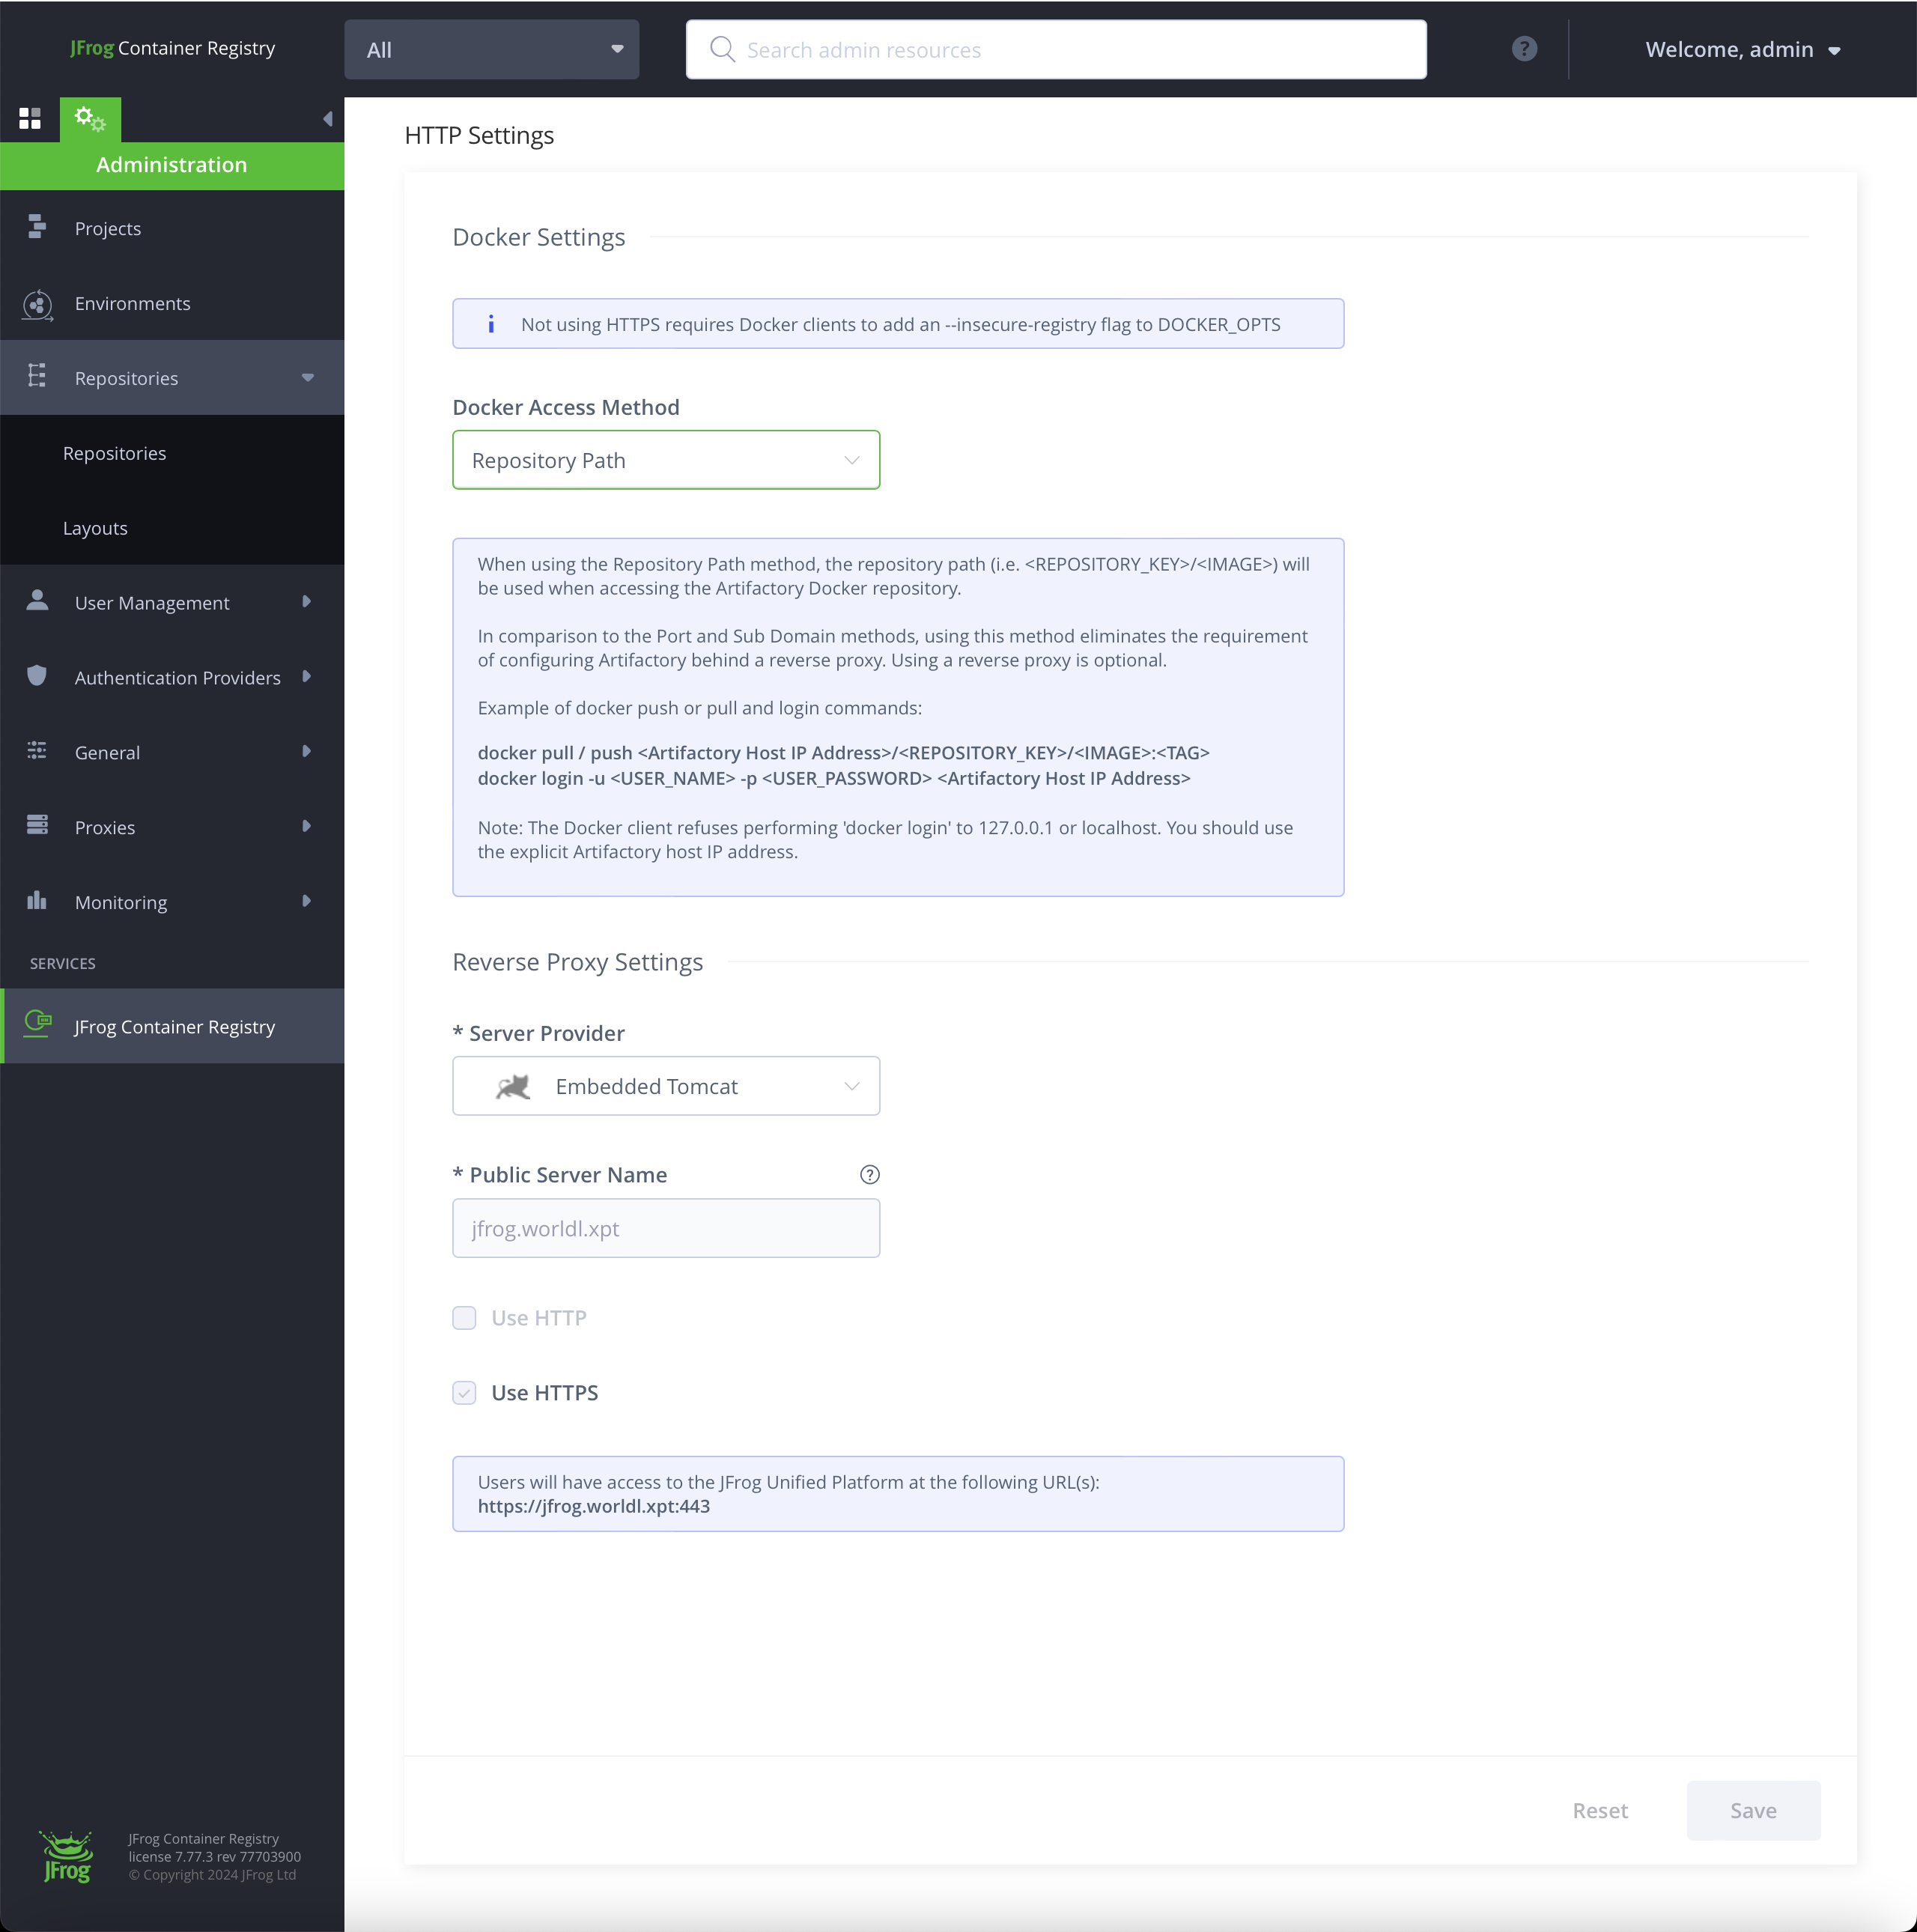 JFrog Container Registry
All
Search admin resources
?
Welcome, admin
Administration
Projects
Environments
Repositories
Repositories
Layouts
User Management
Authentication Providers
General
Proxies
Monitoring
SERVICES
JFrog Container Registry
JFrog
JFrog Container Registry
license 7.77.3 rev 77703900
© Copyright 2024 JFrog Ltd
HTTP Settings
Docker Settings
i Not using HTTPS requires Docker clients to add an --insecure-registry flag to DOCKER_OPTS
Docker Access Method
Repository Path
When using the Repository Path method, the repository path (i.e. <REPOSITORY_KEY>/<IMAGE>) will
be used when accessing the Artifactory Docker repository.
In comparison to the Port and Sub Domain methods, using this method eliminates the requirement
of configuring Artifactory behind a reverse proxy. Using a reverse proxy is optional.
Example of docker push or pull and login commands:
docker pull / push <Artifactory Host IP Address>/<REPOSITORY_KEY>/<IMAGE>:<TAG>
docker login -u <USER_NAME> -p <USER_PASSWORD> <Artifactory Host IP Address>
Note: The Docker client refuses performing 'docker login' to 127.0.0.1 or localhost. You should use
the explicit Artifactory host IP address.
Reverse Proxy Settings
* Server Provider
Embedded Tomcat
* Public Server Name ?
jfrog.worldl.xpt
Use HTTP
Use HTTPS
Users will have access to the JFrog Unified Platform at the following URL(s):
https://jfrog.worldl.xpt:443
Reset
Save